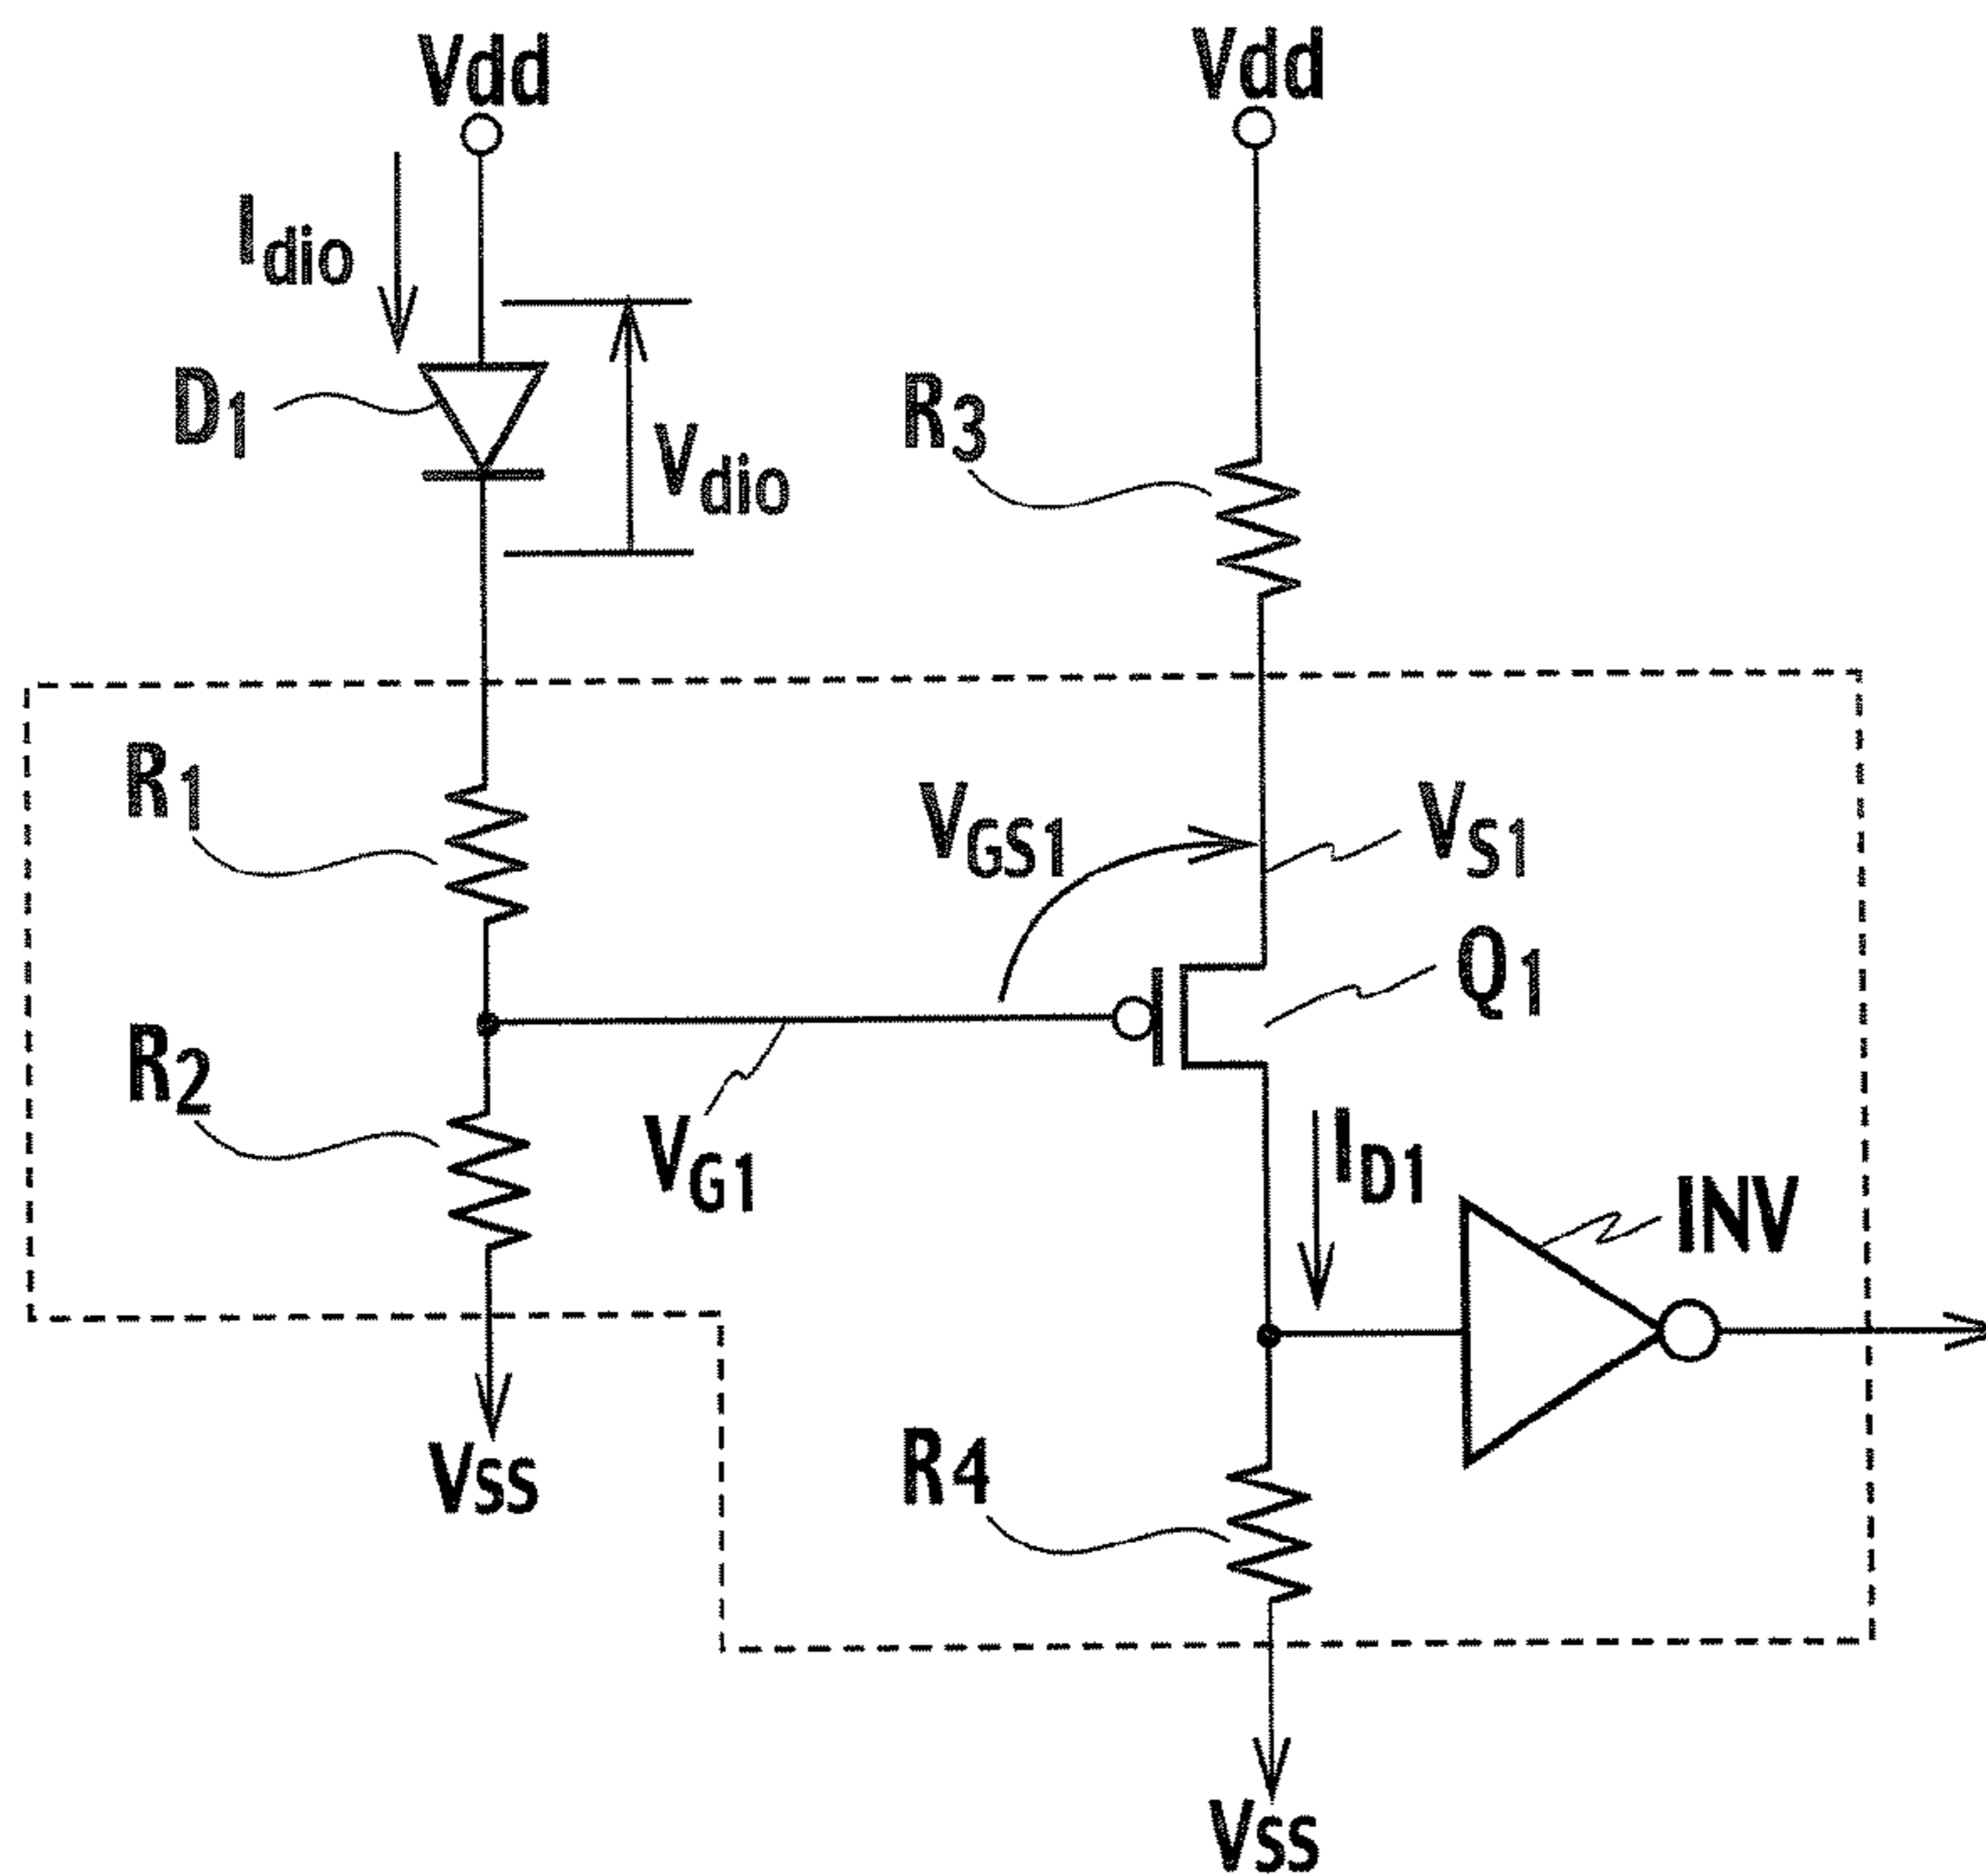 Vdd
Vdd
Idio
D1
Vdio
R3
R1
VGS1
VS1
Q1
R2
VG1
ID1
INV
VSS
R4
VSS